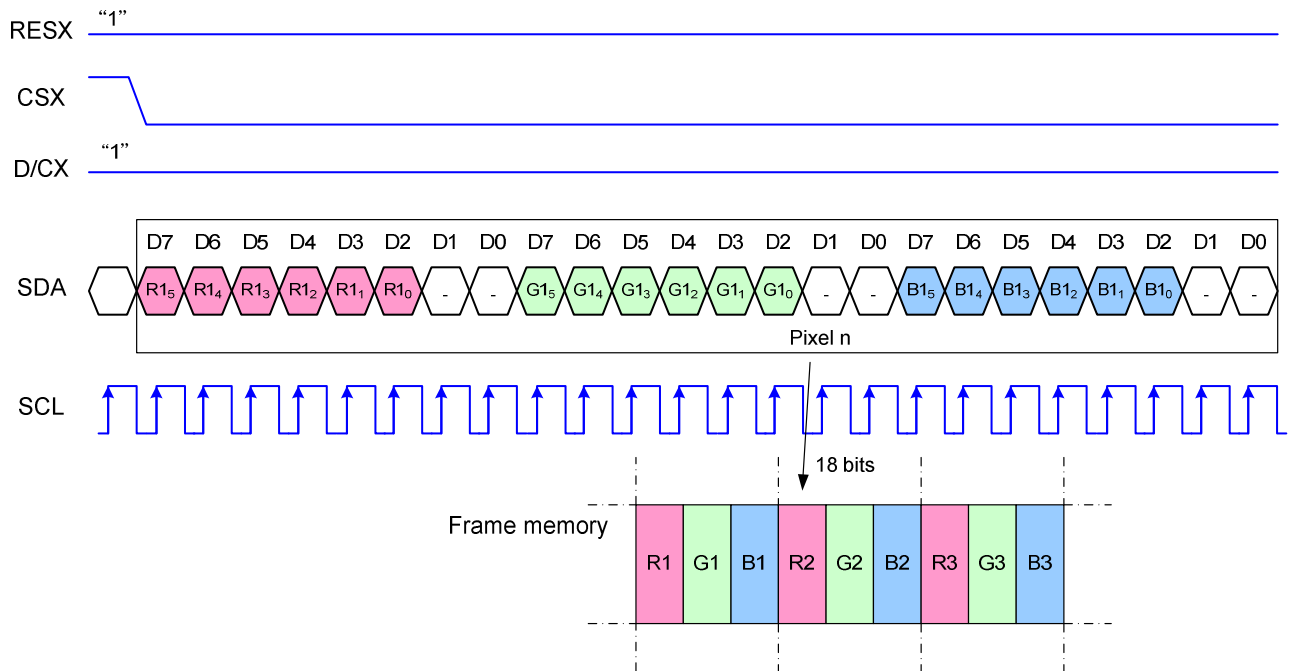 RESX “1”
CSX
D/CX “1”
D7 D6 D5 D4 D3 D2 D1 D0 D7 D6 D5 D4 D3 D2 D1 D0 D7 D6 D5 D4 D3 D2 D1 D0
SDA R1₅ R1₄ R1₃ R1₂ R1₁ R1₀ - - G1₅ G1₄ G1₃ G1₂ G1₁ G1₀ - - B1₅ B1₄ B1₃ B1₂ B1₁ B1₀ - -
Pixel n
SCL
18 bits
Frame memory
R1 G1 B1 R2 G2 B2 R3 G3 B3